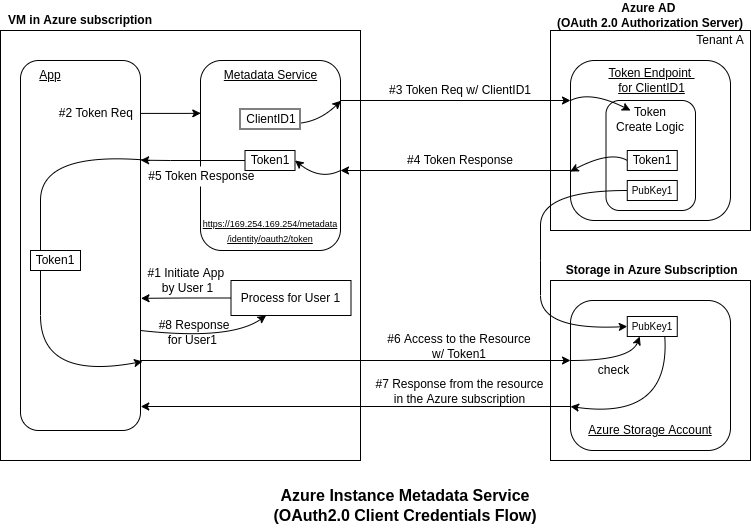 VM in Azure subscription
Azure AD
(OAuth 2.0 Authorization Server)
Tenant A
App
Metadata Service
Token Endpoint
for ClientID1
#2 Token Req
#3 Token Req w/ ClientID1
ClientID1
Token
Create Logic
Token1
#4 Token Response
Token1
#5 Token Response
PubKey1
https://169.254.169.254/metadata
/identity/oauth2/token
Token1
#1 Initiate App
by User 1
Process for User 1
Storage in Azure Subscription
#8 Response
for User1
PubKey1
#6 Access to the Resource
w/ Token1
check
#7 Response from the resource
in the Azure subscription
Azure Storage Account
Azure Instance Metadata Service
(OAuth2.0 Client Credentials Flow)